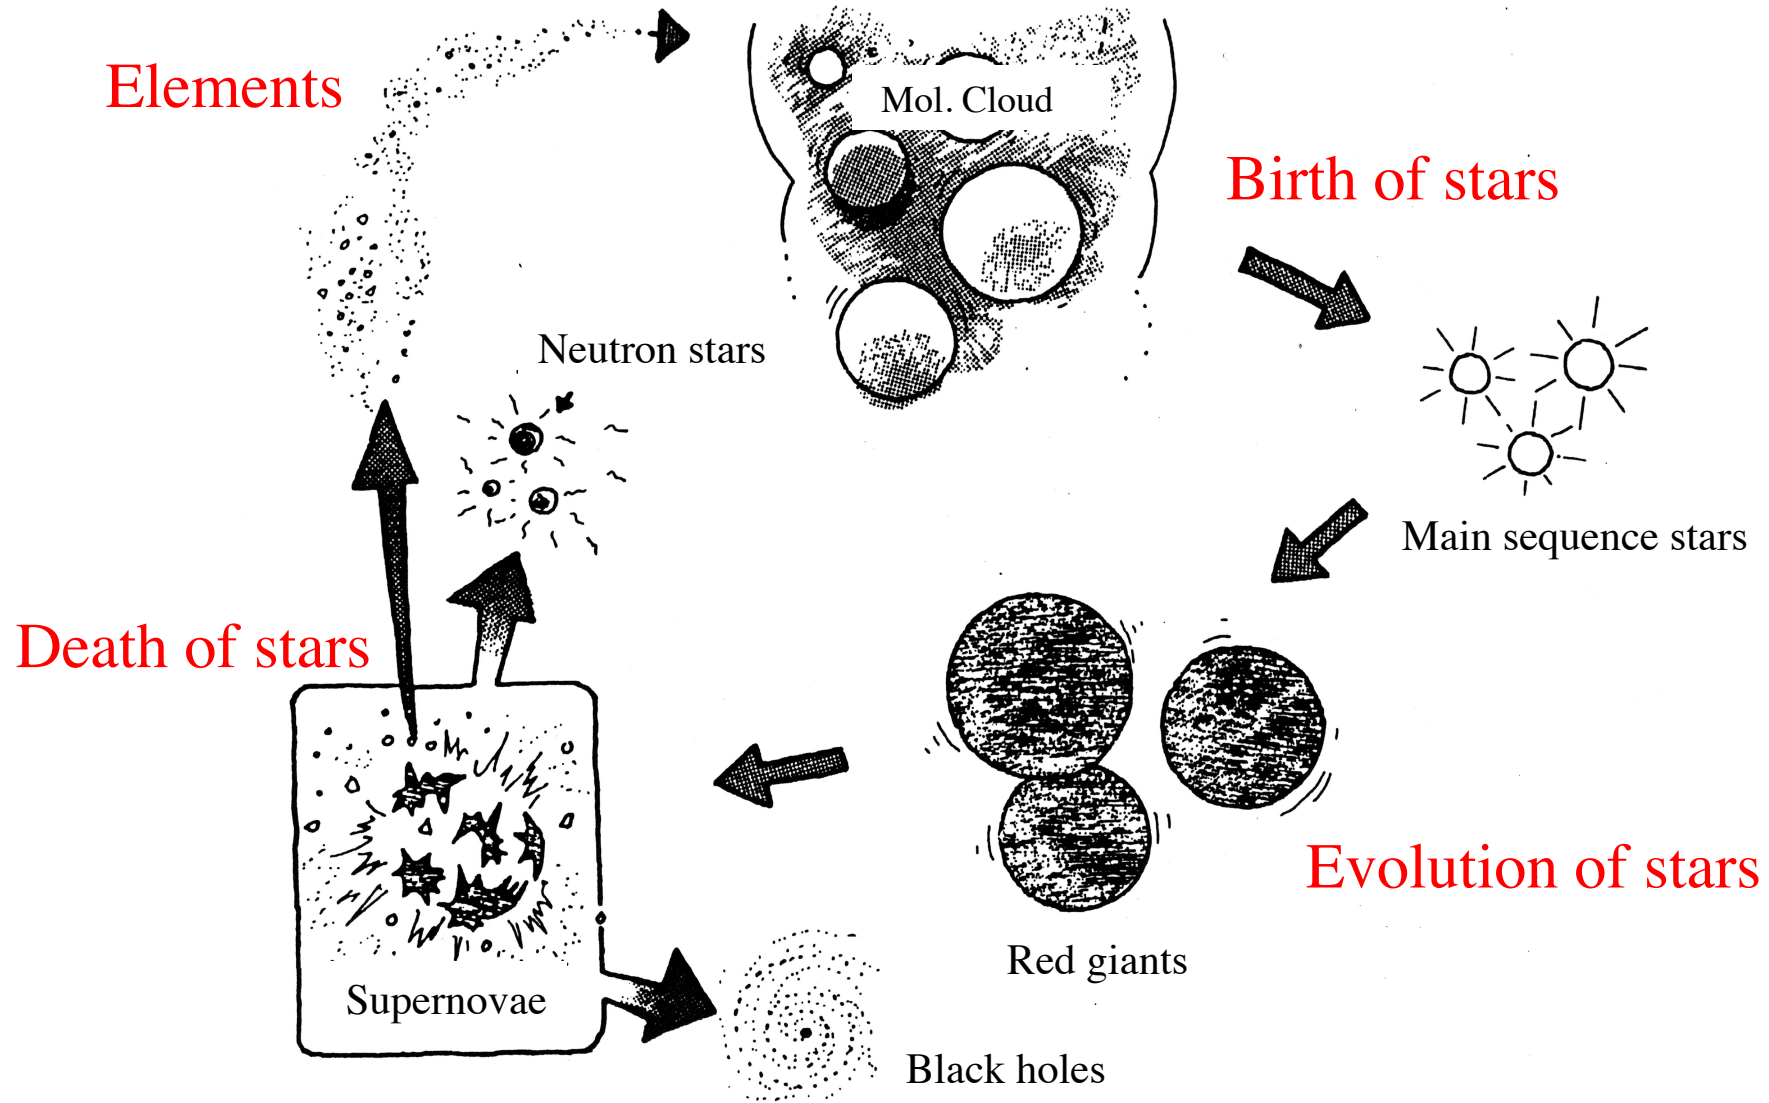 Elements
Mol. Cloud
Birth of stars
Neutron stars
Main sequence stars
Death of stars
Evolution of stars
Red giants
Supernovae
Black holes